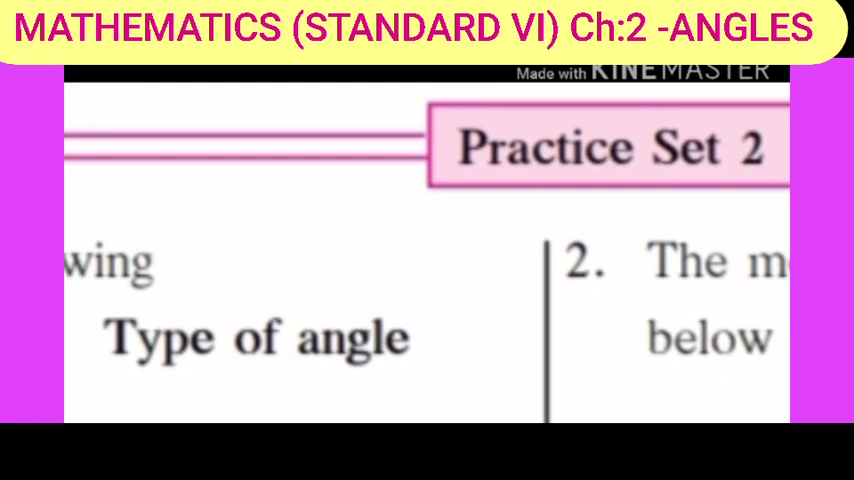 MATHEMATICS (STANDARD VI) Ch:2 -ANGLES
Made with KINEMASTER
Practice Set 2
wing
Type of angle
2. The m
below